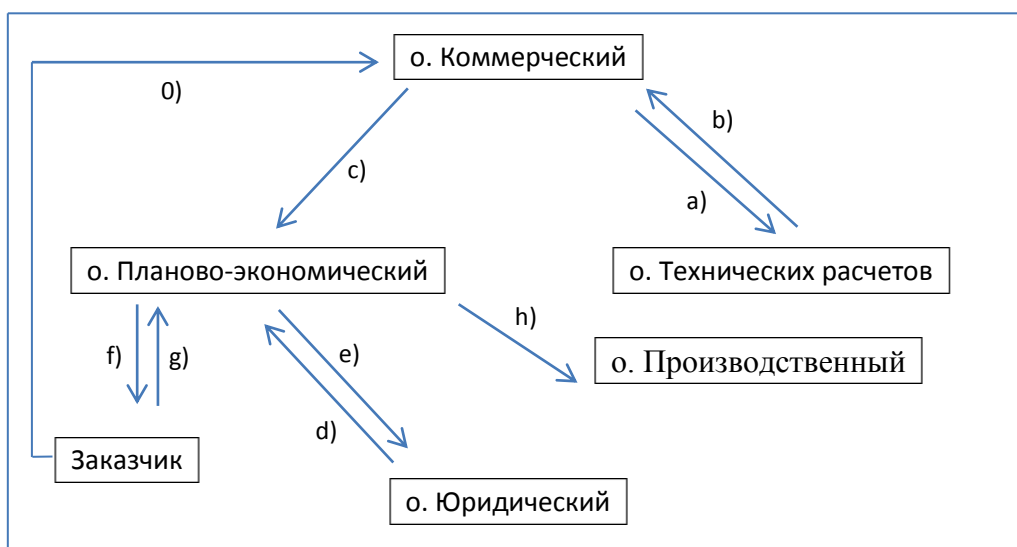 о. Коммерческий
0)
b)
c)
a)
о. Планово-экономический
о. Технических расчетов
h)
f)
g)
e)
о. Производственный
d)
Заказчик
о. Юридический